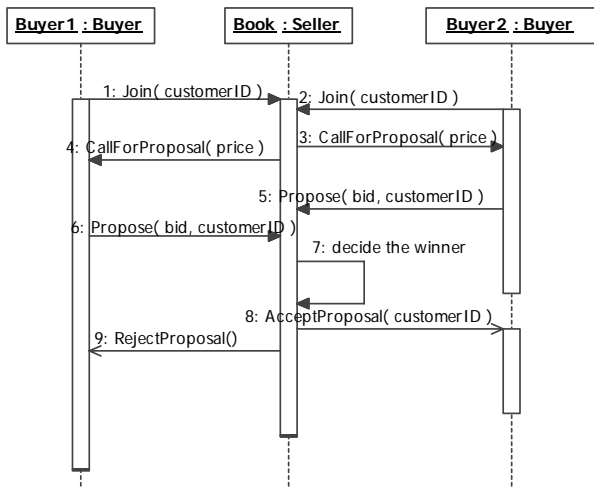 Buyer1 : Buyer
Book : Seller
Buyer2 : Buyer
1: Join( customerID )
2: Join( customerID )
3: CallForProposal( price )
4: CallForProposal( price )
5: Propose( bid, customerID )
6: Propose( bid, customerID )
7: decide the winner
8: AcceptProposal( customerID )
9: RejectProposal()